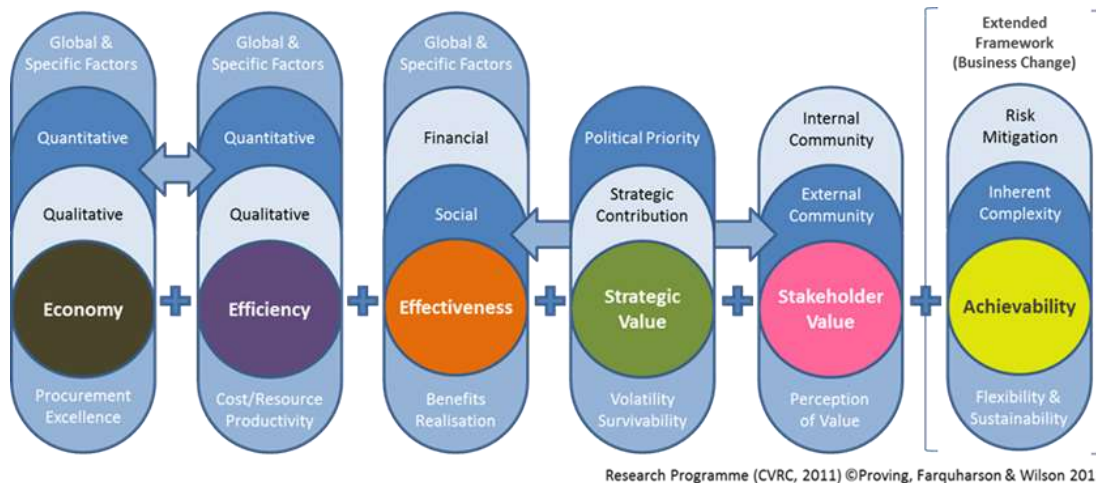 Global &
Specific Factors
Quantitative
Qualitative
Economy
Procurement
Excellence
Global &
Specific Factors
Quantitative
Qualitative
Efficiency
Cost/Resource
Productivity
Global &
Specific Factors
Financial
Social
Effectiveness
Benefits
Realisation
Political Priority
Strategic
Contribution
Strategic
Value
Volatility
Survivability
Internal
Community
External
Community
Stakeholder
Value
Perception
of Value
Extended
Framework
(Business Change)
Risk
Mitigation
Inherent
Complexity
Achievability
Flexibility &
Sustainability
Research Programme (CVRC, 2011) ©Proving, Farquharson & Wilson 201